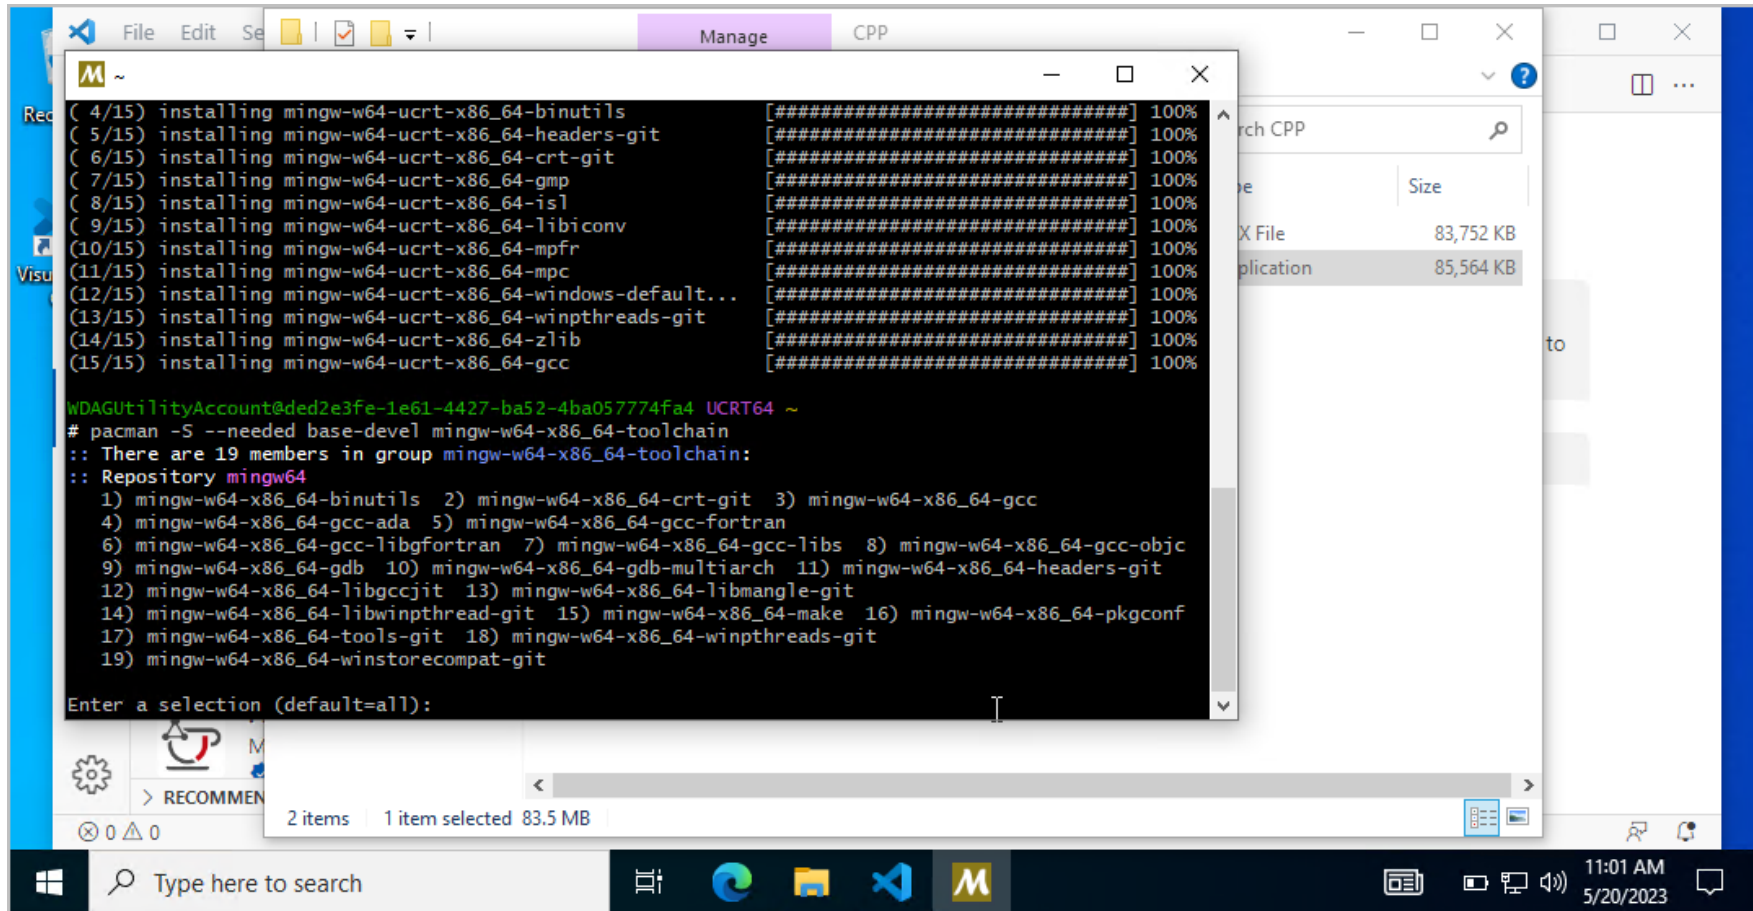 File Edit Se
Manage CPP
~
( 4/15) installing mingw-w64-ucrt-x86_64-binutils [###############################] 100%
( 5/15) installing mingw-w64-ucrt-x86_64-headers-git [###############################] 100%
( 6/15) installing mingw-w64-ucrt-x86_64-crt-git [###############################] 100%
( 7/15) installing mingw-w64-ucrt-x86_64-gmp [###############################] 100%
( 8/15) installing mingw-w64-ucrt-x86_64-isl [###############################] 100%
( 9/15) installing mingw-w64-ucrt-x86_64-libiconv [###############################] 100%
(10/15) installing mingw-w64-ucrt-x86_64-mpfr [###############################] 100%
(11/15) installing mingw-w64-ucrt-x86_64-mpc [###############################] 100%
(12/15) installing mingw-w64-ucrt-x86_64-windows-default... [###############################] 100%
(13/15) installing mingw-w64-ucrt-x86_64-winpthreads-git [###############################] 100%
(14/15) installing mingw-w64-ucrt-x86_64-zlib [###############################] 100%
(15/15) installing mingw-w64-ucrt-x86_64-gcc [###############################] 100%
WDAGUtilityAccount@ded2e3fe-1e61-4427-ba52-4ba057774fa4 UCRT64 ~
# pacman -S --needed base-devel mingw-w64-x86_64-toolchain
:: There are 19 members in group mingw-w64-x86_64-toolchain:
:: Repository mingw64
1) mingw-w64-x86_64-binutils 2) mingw-w64-x86_64-crt-git 3) mingw-w64-x86_64-gcc
4) mingw-w64-x86_64-gcc-ada 5) mingw-w64-x86_64-gcc-fortran
6) mingw-w64-x86_64-gcc-libgfortran 7) mingw-w64-x86_64-gcc-libs 8) mingw-w64-x86_64-gcc-objc
9) mingw-w64-x86_64-gdb 10) mingw-w64-x86_64-gdb-multiarch 11) mingw-w64-x86_64-headers-git
12) mingw-w64-x86_64-libgccjit 13) mingw-w64-x86_64-libmangle-git
14) mingw-w64-x86_64-libwinpthread-git 15) mingw-w64-x86_64-make 16) mingw-w64-x86_64-pkgconf
17) mingw-w64-x86_64-tools-git 18) mingw-w64-x86_64-winpthreads-git
19) mingw-w64-x86_64-winstorecompat-git
Enter a selection (default=all):
Rec
Visu
rch CPP
pe Size
X File 83,752 KB
plication 85,564 KB
to
M
RECOMMEN
2 items 1 item selected 83.5 MB
0 0
Type here to search
11:01 AM
5/20/2023